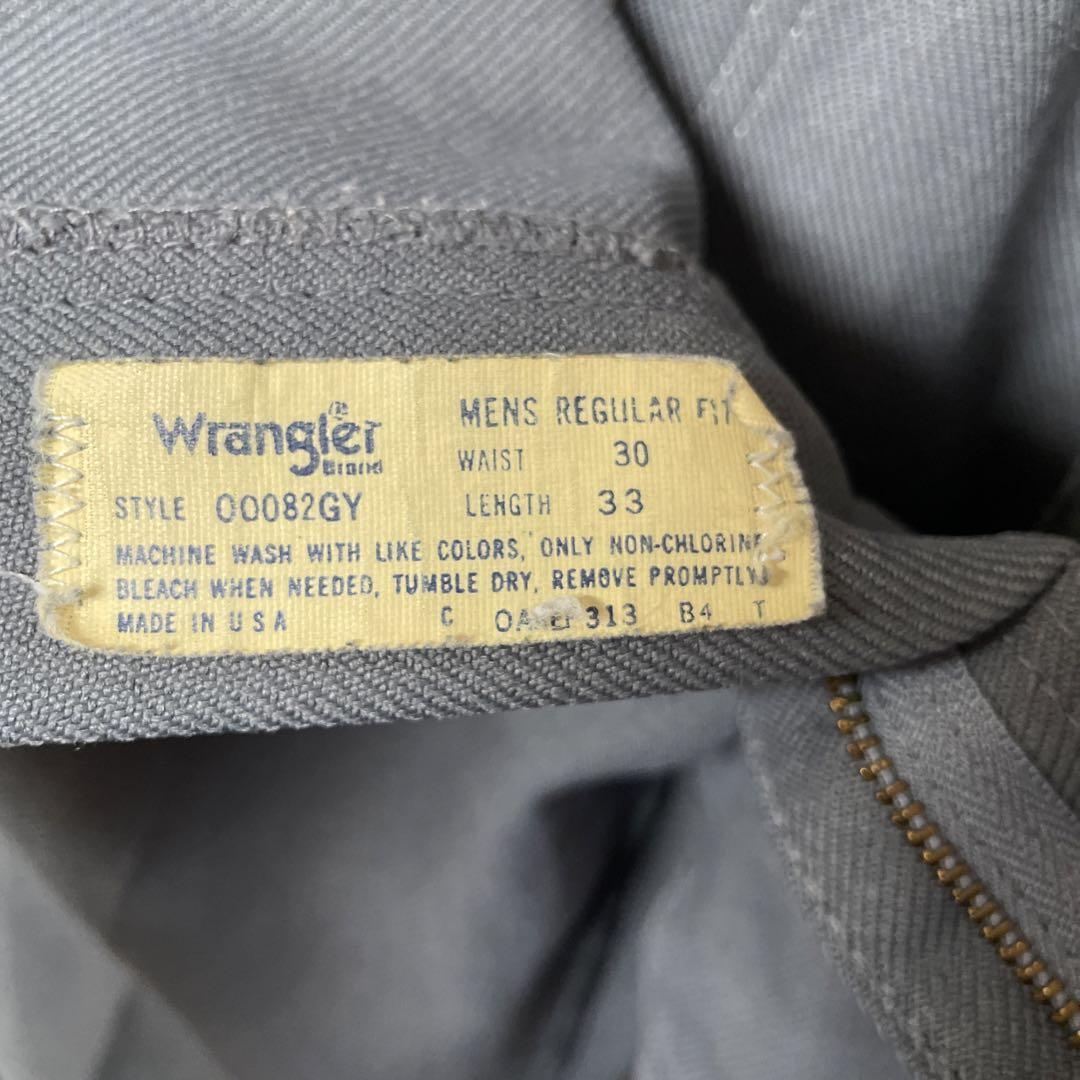 Wrangler®
Brand
STYLE 00082GY
MENS REGULAR FIT
WAIST 30
LENGTH 33
MACHINE WASH WITH LIKE COLORS, ONLY NON-CHLORINE
BLEACH WHEN NEEDED, TUMBLE DRY, REMOVE PROMPTLY
MADE IN U S A C 313 B4 T